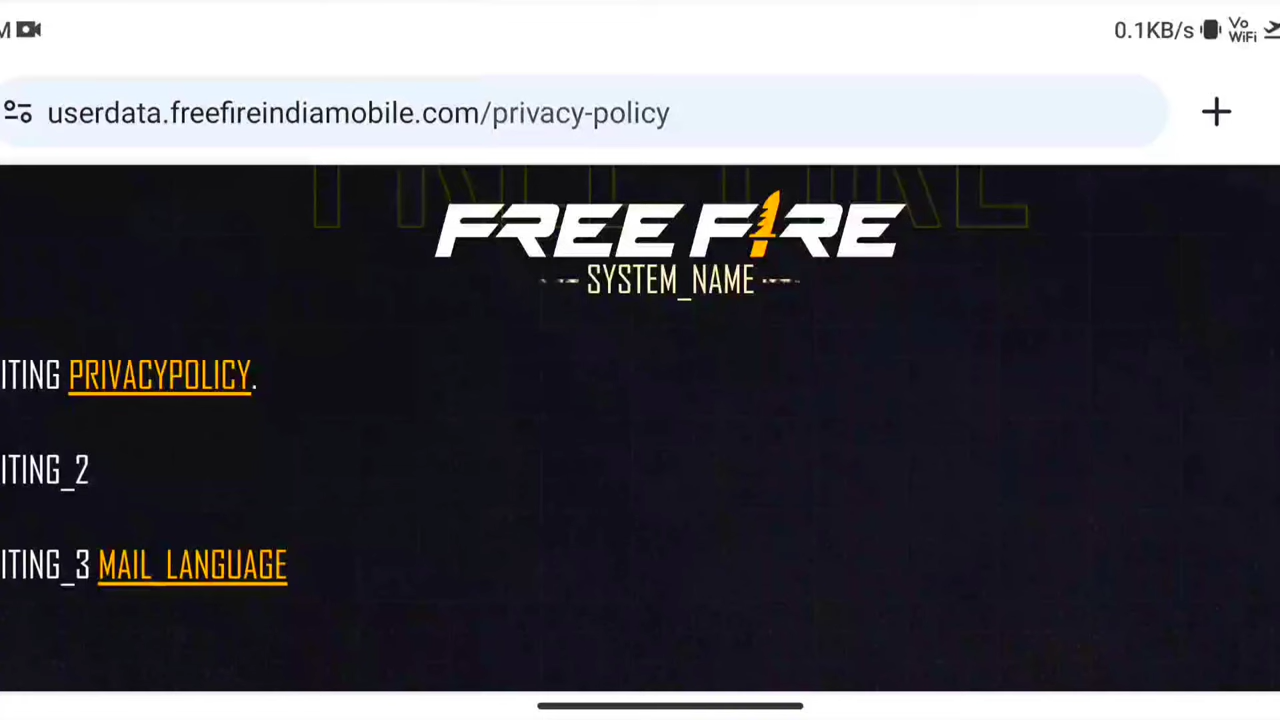 M 0.1KB/s Vo WiFi
userdata.freefireindiamobile.com/privacy-policy
FREE FIRE
SYSTEM_NAME
ITING PRIVACYPOLICY.
ITING_2
ITING_3 MAIL_LANGUAGE